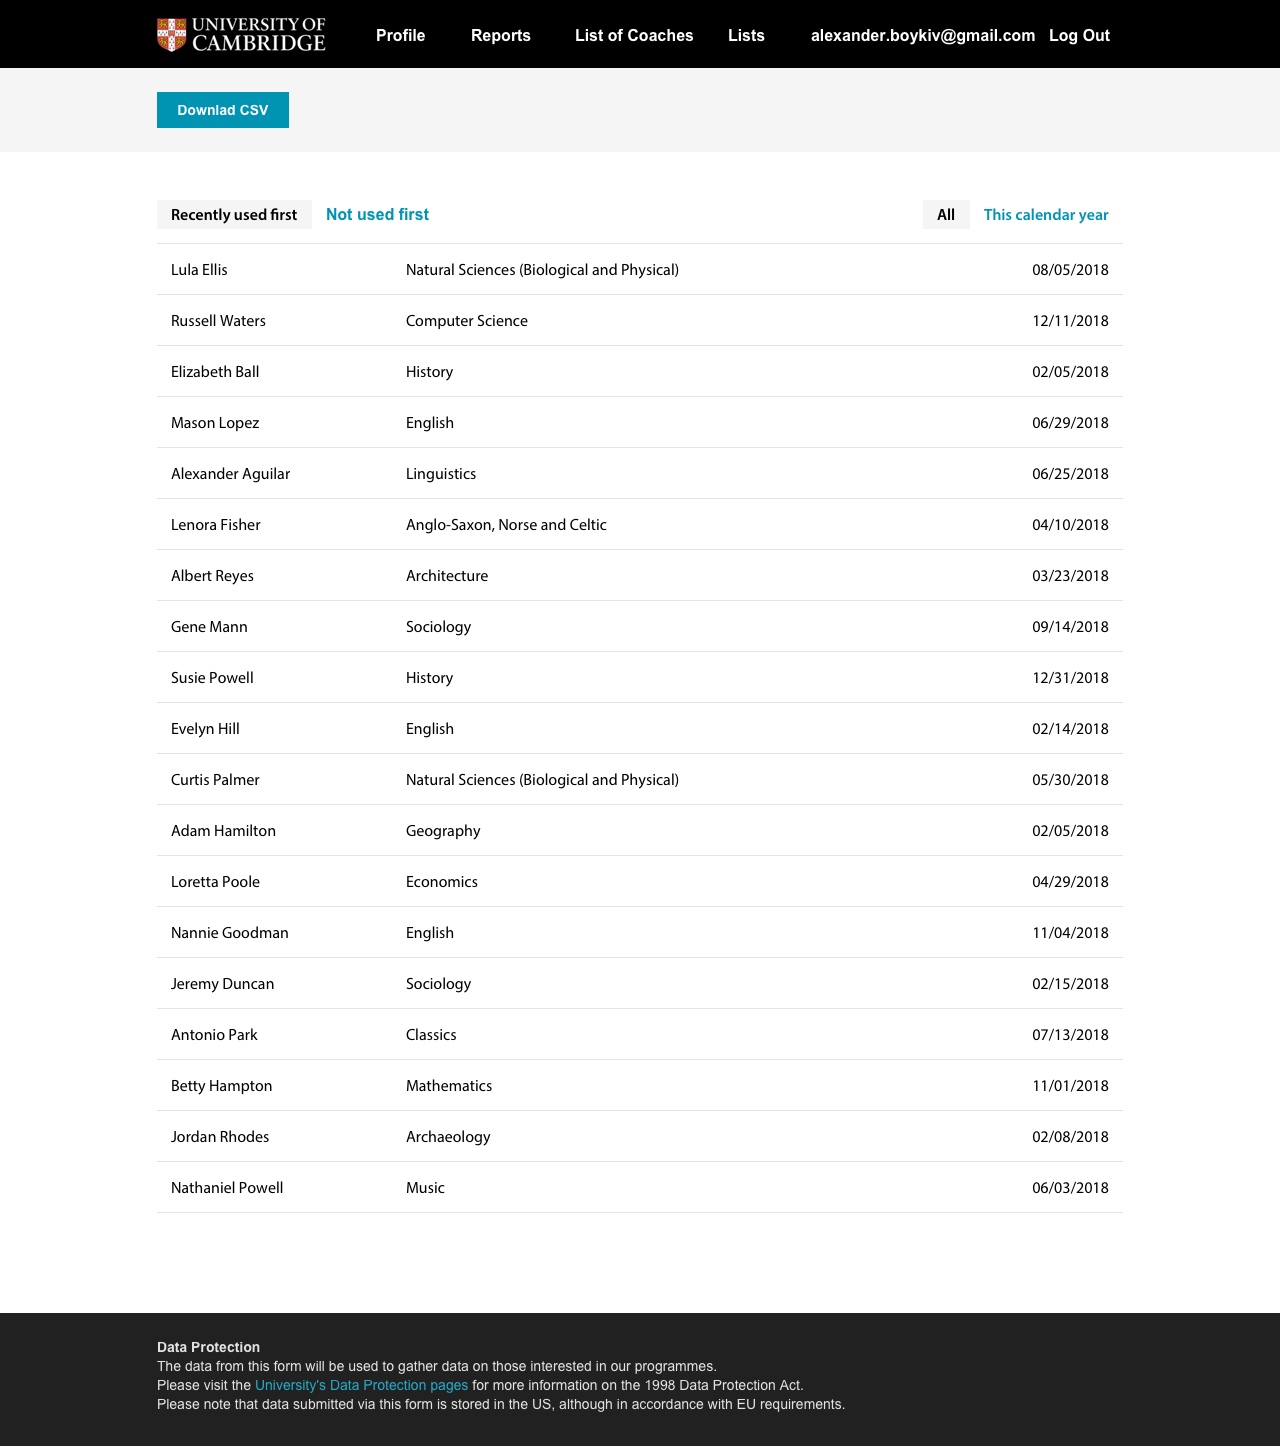 UNIVERSITY OF
CAMBRIDGE
Profile Reports List of Coaches Lists alexander.boykiv@gmail.com Log Out
Downlad CSV
Recently used first Not used first All This calendar year
Lula Ellis Natural Sciences (Biological and Physical) 08/05/2018
Russell Waters Computer Science 12/11/2018
Elizabeth Ball History 02/05/2018
Mason Lopez English 06/29/2018
Alexander Aguilar Linguistics 06/25/2018
Lenora Fisher Anglo-Saxon, Norse and Celtic 04/10/2018
Albert Reyes Architecture 03/23/2018
Gene Mann Sociology 09/14/2018
Susie Powell History 12/31/2018
Evelyn Hill English 02/14/2018
Curtis Palmer Natural Sciences (Biological and Physical) 05/30/2018
Adam Hamilton Geography 02/05/2018
Loretta Poole Economics 04/29/2018
Nannie Goodman English 11/04/2018
Jeremy Duncan Sociology 02/15/2018
Antonio Park Classics 07/13/2018
Betty Hampton Mathematics 11/01/2018
Jordan Rhodes Archaeology 02/08/2018
Nathaniel Powell Music 06/03/2018
Data Protection
The data from this form will be used to gather data on those interested in our programmes.
Please visit the University's Data Protection pages for more information on the 1998 Data Protection Act.
Please note that data submitted via this form is stored in the US, although in accordance with EU requirements.